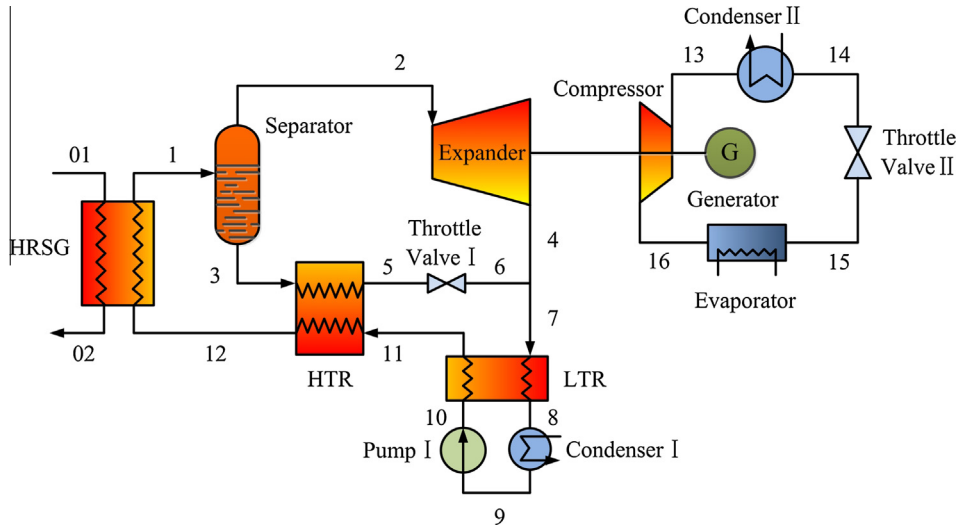 Condenser Ⅱ
2
13
14
Compressor
Separator
01
1
Expander
G
Throttle
Valve Ⅱ
Generator
HRSG
Throttle
Valve Ⅰ
4
3
5
6
16
15
Evaporator
7
02
12
11
HTR
LTR
10
8
Pump Ⅰ
Condenser Ⅰ
9